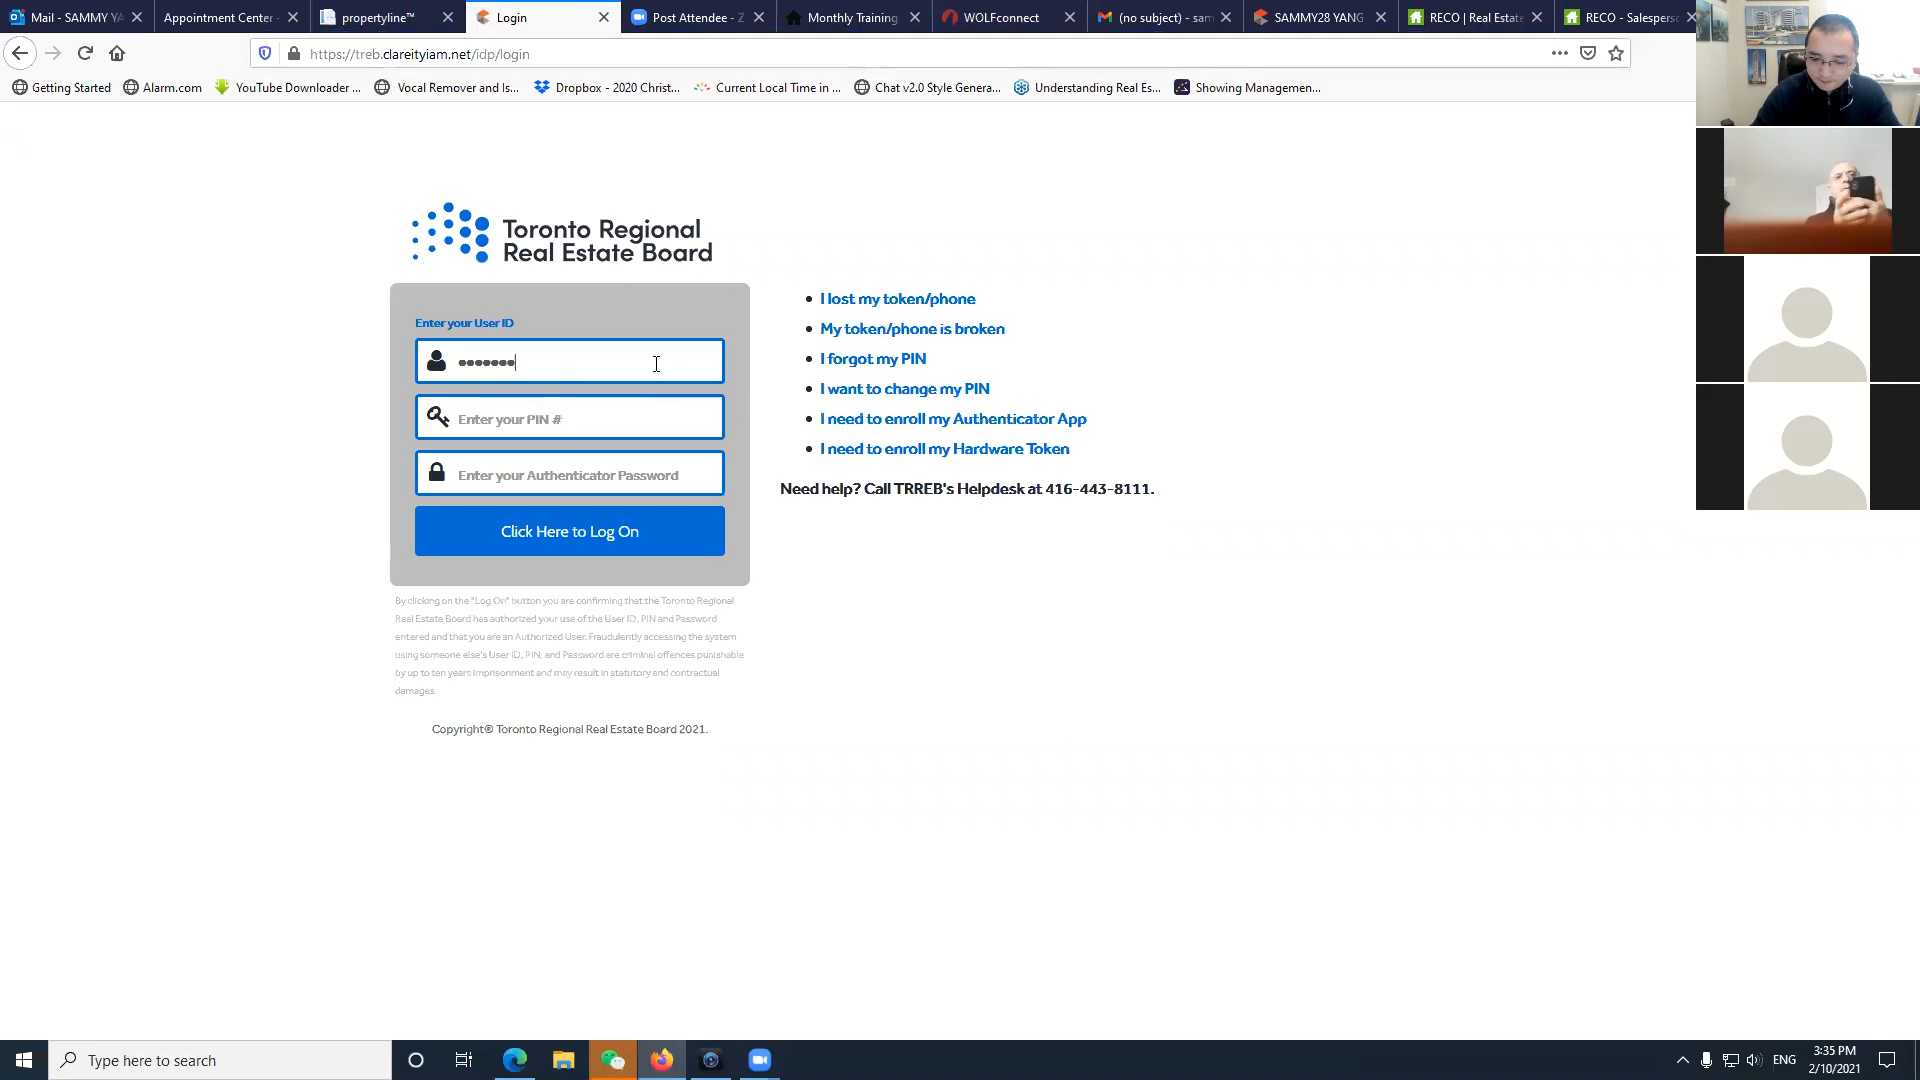 Mail - SAMMY YA
Appointment Center -
propertyline™
Login
Post Attendee - Z
Monthly Training
WOLFconnect
(no subject) - sam
SAMMY28 YANG
RECO | Real Estate
RECO - Salespers
https://treb.clareityiam.net/idp/login
Getting Started
Alarm.com
YouTube Downloader ...
Vocal Remover and Is...
Dropbox - 2020 Christ...
Current Local Time in ...
Chat v2.0 Style Genera...
Understanding Real Es...
Showing Managemen...
Toronto Regional
Real Estate Board
Enter your User ID
Enter your PIN #
Enter your Authenticator Password
Click Here to Log On
By clicking on the "Log On" button you are confirming that the Toronto Regional
Real Estate Board has authorized your use of the User ID, PIN and Password
entered and that you are an Authorized User. Fraudulently accessing the system
using someone else's User ID, PIN, and Password are criminal offences punishable
by up to ten years imprisonment and may result in statutory and contractual
damages.
Copyright® Toronto Regional Real Estate Board 2021.
I lost my token/phone
My token/phone is broken
I forgot my PIN
I want to change my PIN
I need to enroll my Authenticator App
I need to enroll my Hardware Token
Need help? Call TRREB's Helpdesk at 416-443-8111.
Type here to search
ENG
3:35 PM
2/10/2021